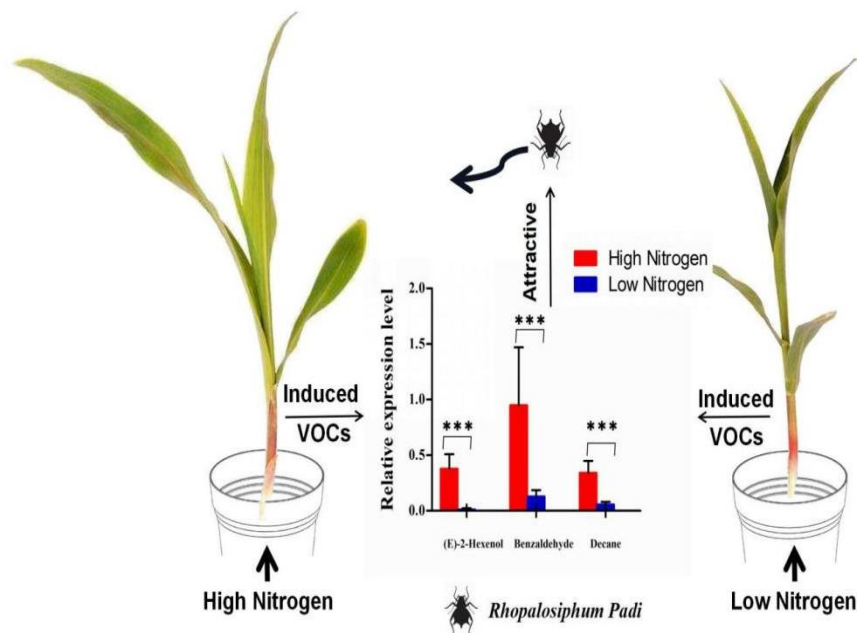 Attractive
High Nitrogen
Low Nitrogen
Relative expression level
2.0
1.5
1.0
0.5
0.0
***
***
***
(E)-2-Hexenol Benzaldehyde Decane
Induced
VOCs
Induced
VOCs
High Nitrogen
Low Nitrogen
Rhopalosiphum Padi